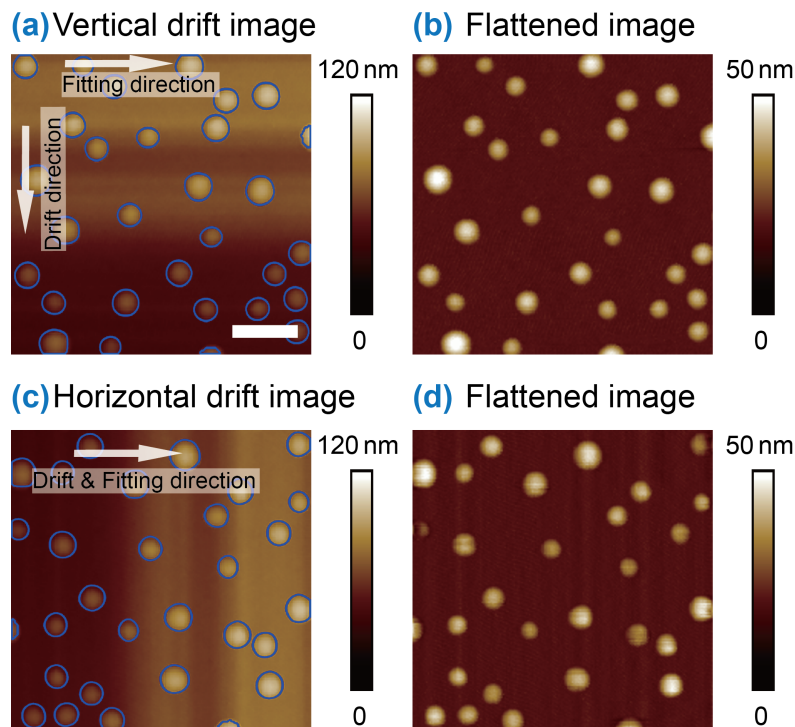 (a) Vertical drift image
(b) Flattened image
Fitting direction
Drift direction
120 nm
0
50 nm
0
(c) Horizontal drift image
(d) Flattened image
Drift & Fitting direction
120 nm
0
50 nm
0